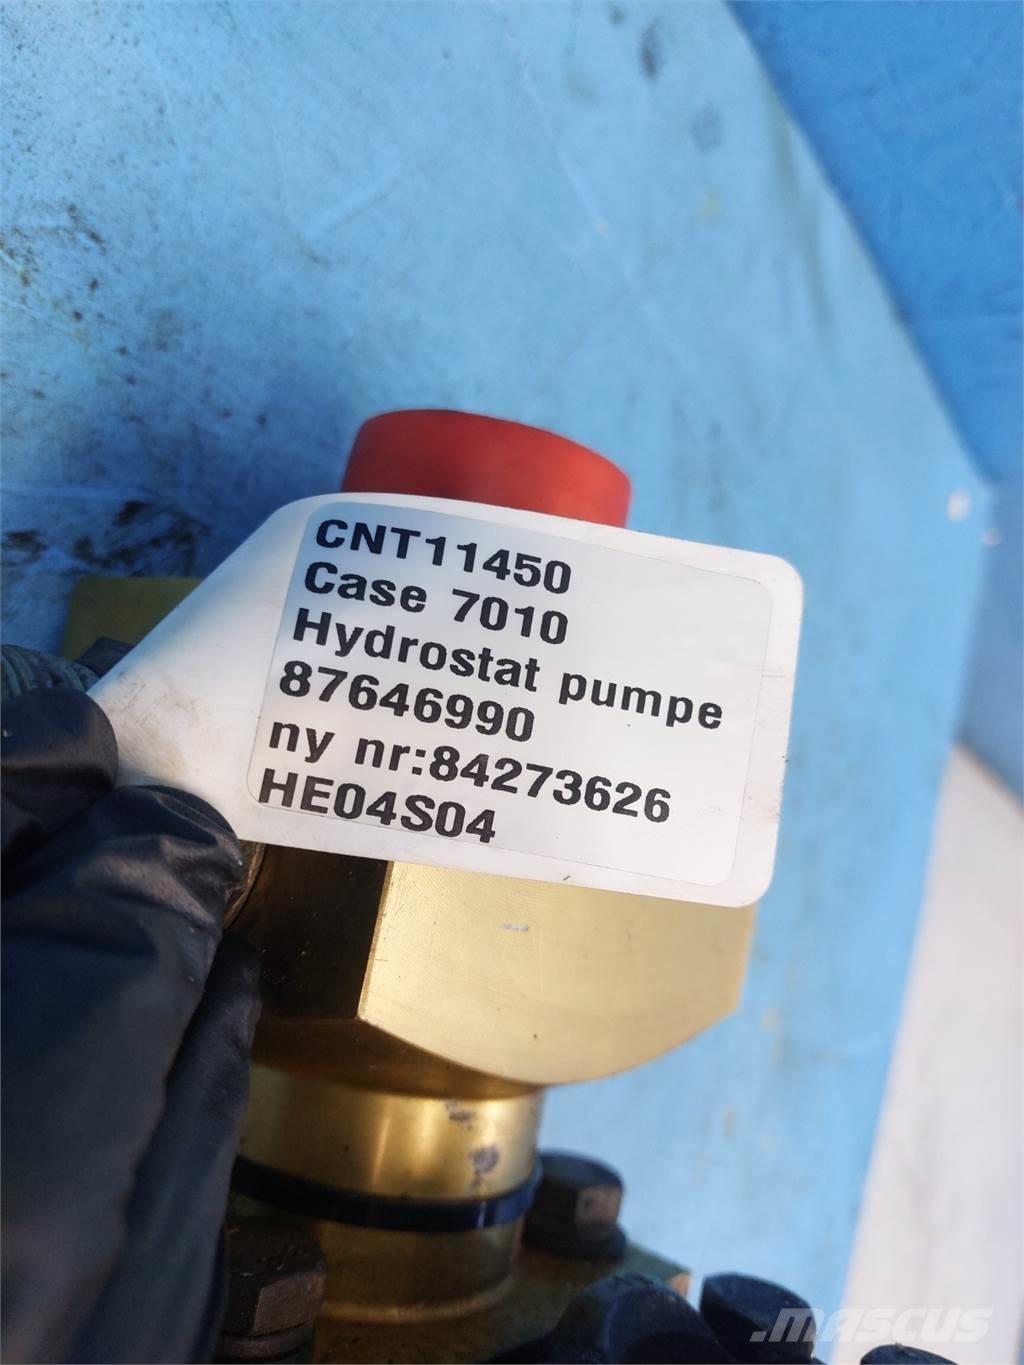 CNT11450
Case 7010
Hydrostat pumpe
87646990
ny nr:84273626
HE04S04
.MASCUS